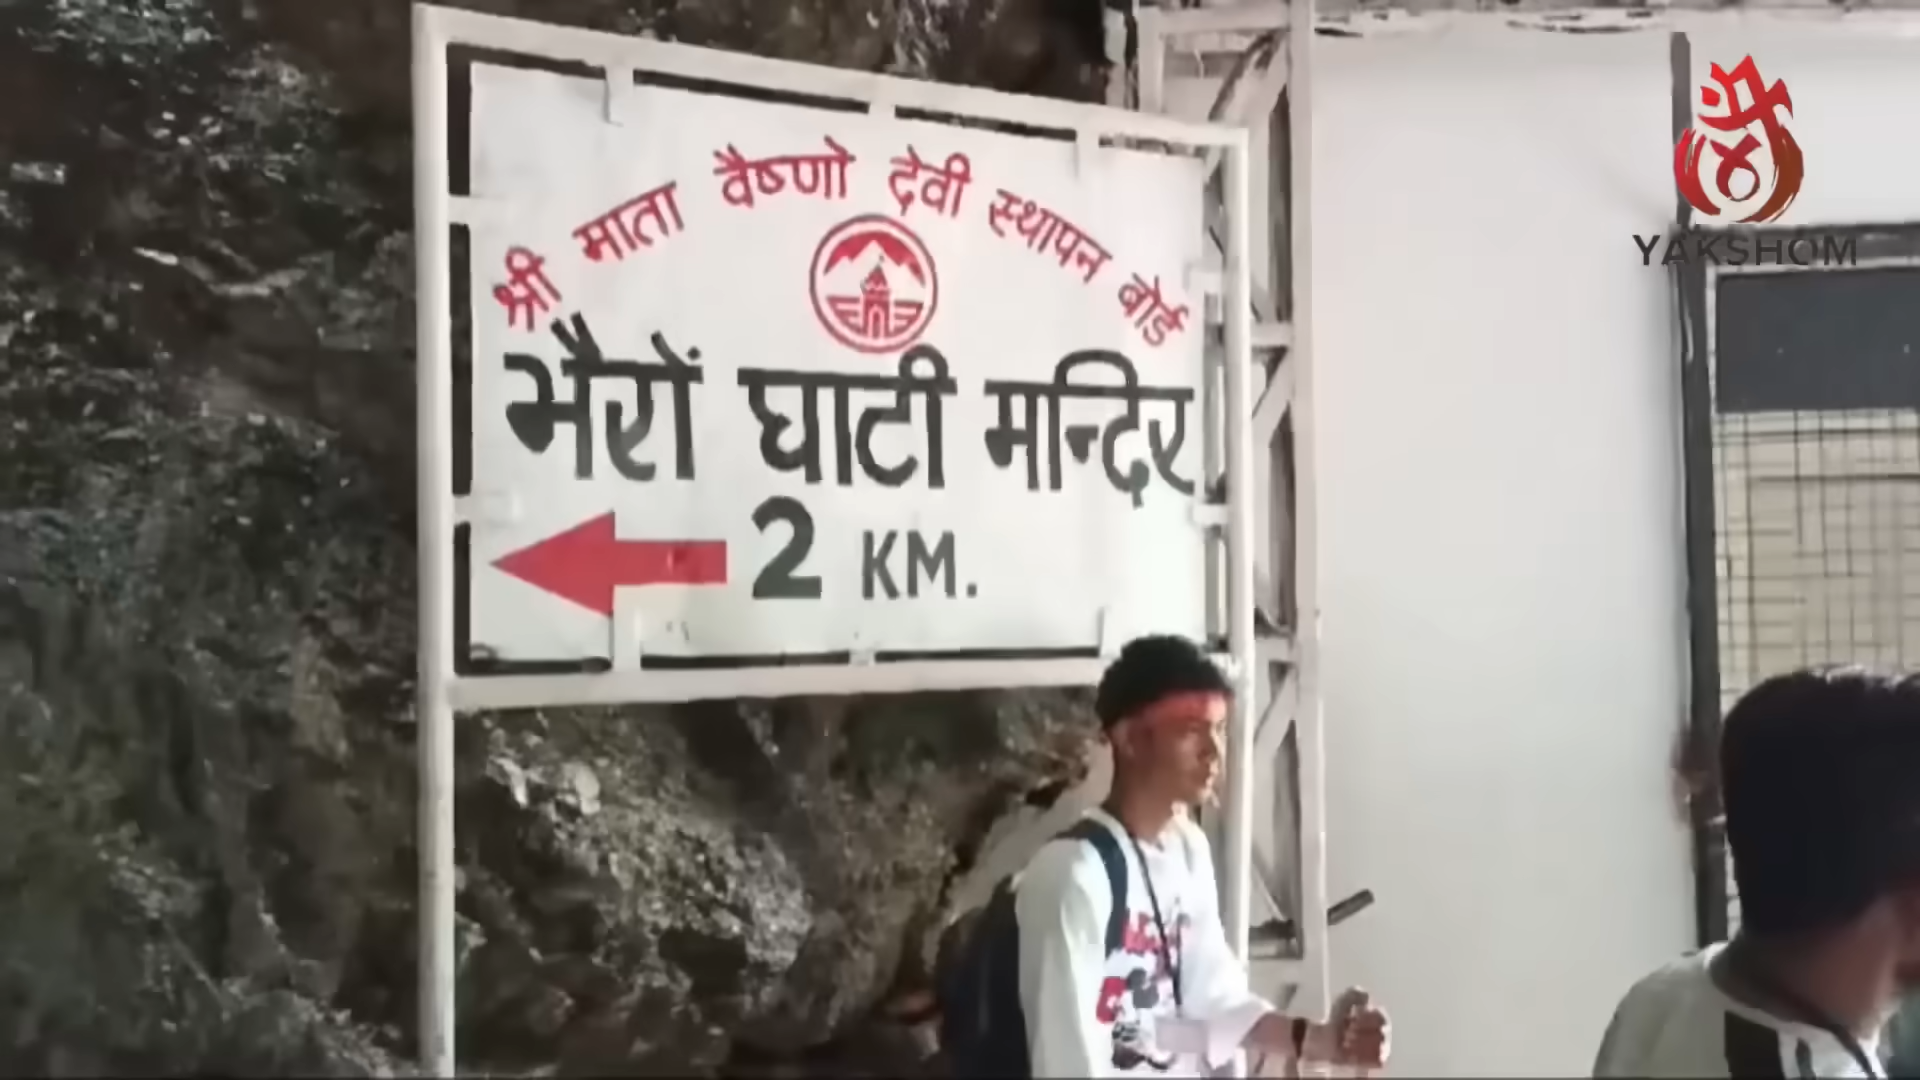 श्री माता वैष्णो देवी स्थापन बोर्ड
भैरों घाटी मन्दिर
2 KM.
YAKSHOM